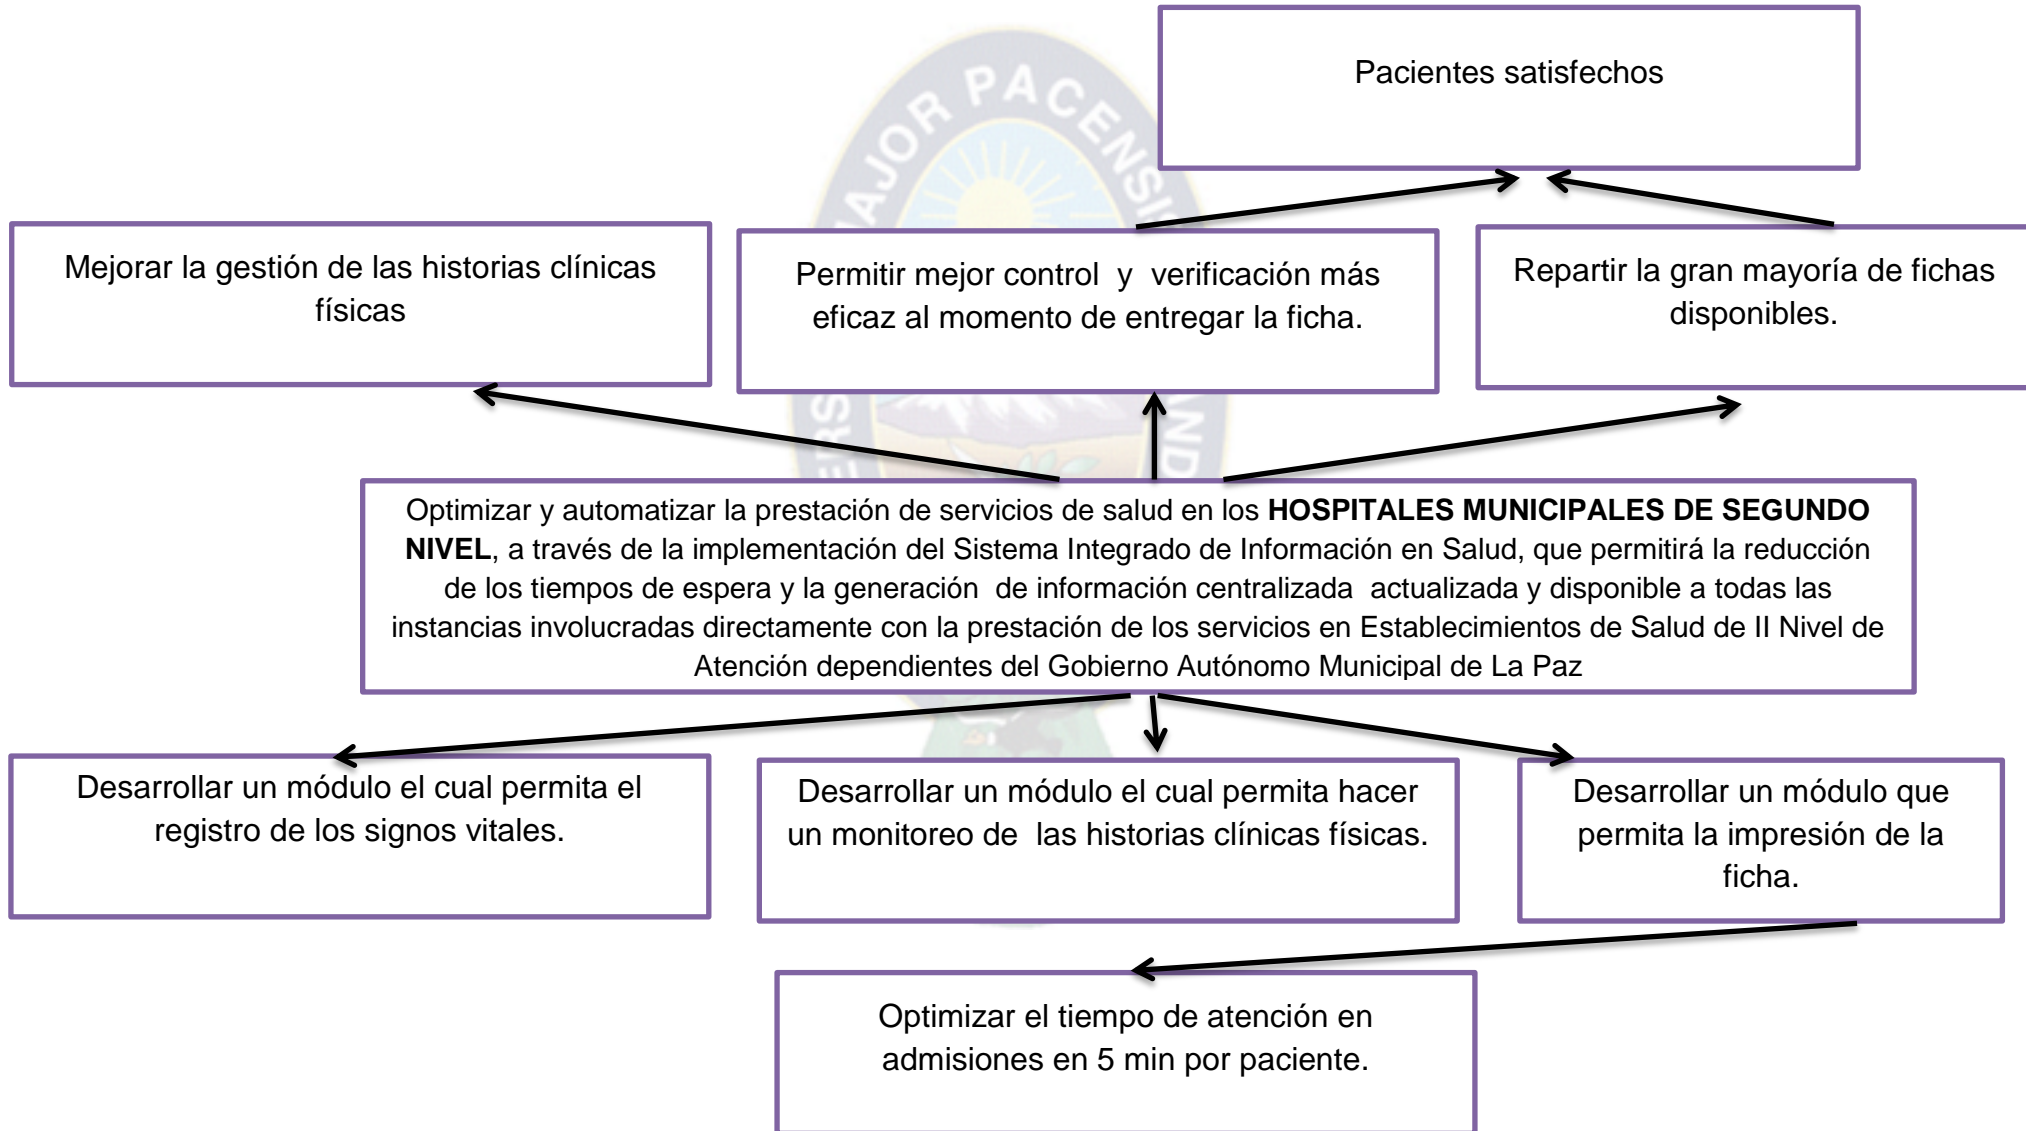 Pacientes satisfechos
Mejorar la gestión de las historias clínicas
físicas
Permitir mejor control y verificación más
eficaz al momento de entregar la ficha.
Repartir la gran mayoría de fichas
disponibles.
Optimizar y automatizar la prestación de servicios de salud en los HOSPITALES MUNICIPALES DE SEGUNDO
NIVEL, a través de la implementación del Sistema Integrado de Información en Salud, que permitirá la reducción
de los tiempos de espera y la generación de información centralizada actualizada y disponible a todas las
instancias involucradas directamente con la prestación de los servicios en Establecimientos de Salud de II Nivel de
Atención dependientes del Gobierno Autónomo Municipal de La Paz
Desarrollar un módulo el cual permita el
registro de los signos vitales.
Desarrollar un módulo el cual permita hacer
un monitoreo de las historias clínicas físicas.
Desarrollar un módulo que
permita la impresión de la
ficha.
Optimizar el tiempo de atención en
admisiones en 5 min por paciente.
MAJOR PACENSIS